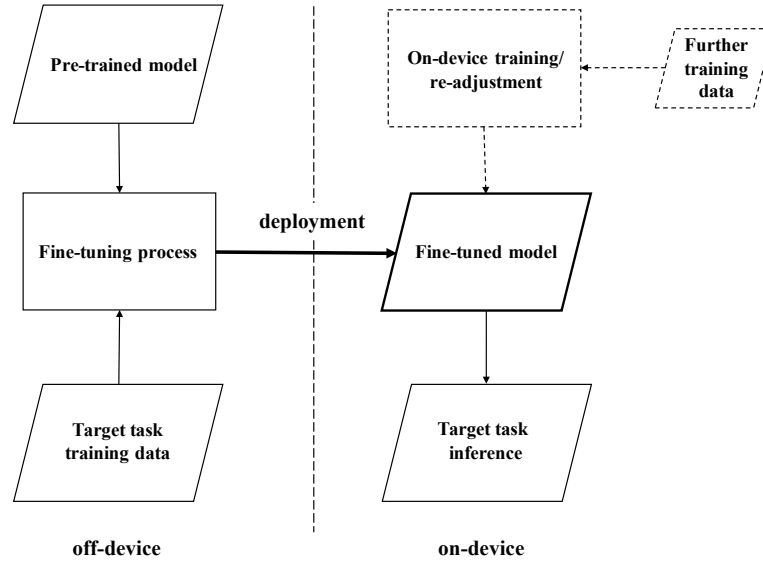 Pre-trained model
On-device training/
re-adjustment
Further
training
data
deployment
Fine-tuning process
Fine-tuned model
Target task
training data
Target task
inference
off-device
on-device